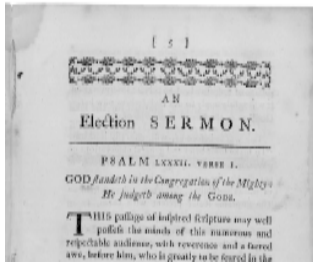 [ 5 ]
AN
Election SERMON.
PSALM LXXXII. VERSE I.
GOD ſtandeth in the Congregation of the Mighty:
He judgeth among the GODS.
THIS paſſage of inſpired ſcripture may well
poſſeſs the minds of this numerous and
reſpectable audience, with reverence and a ſacred
awe, before him, who is greatly to be feared in the